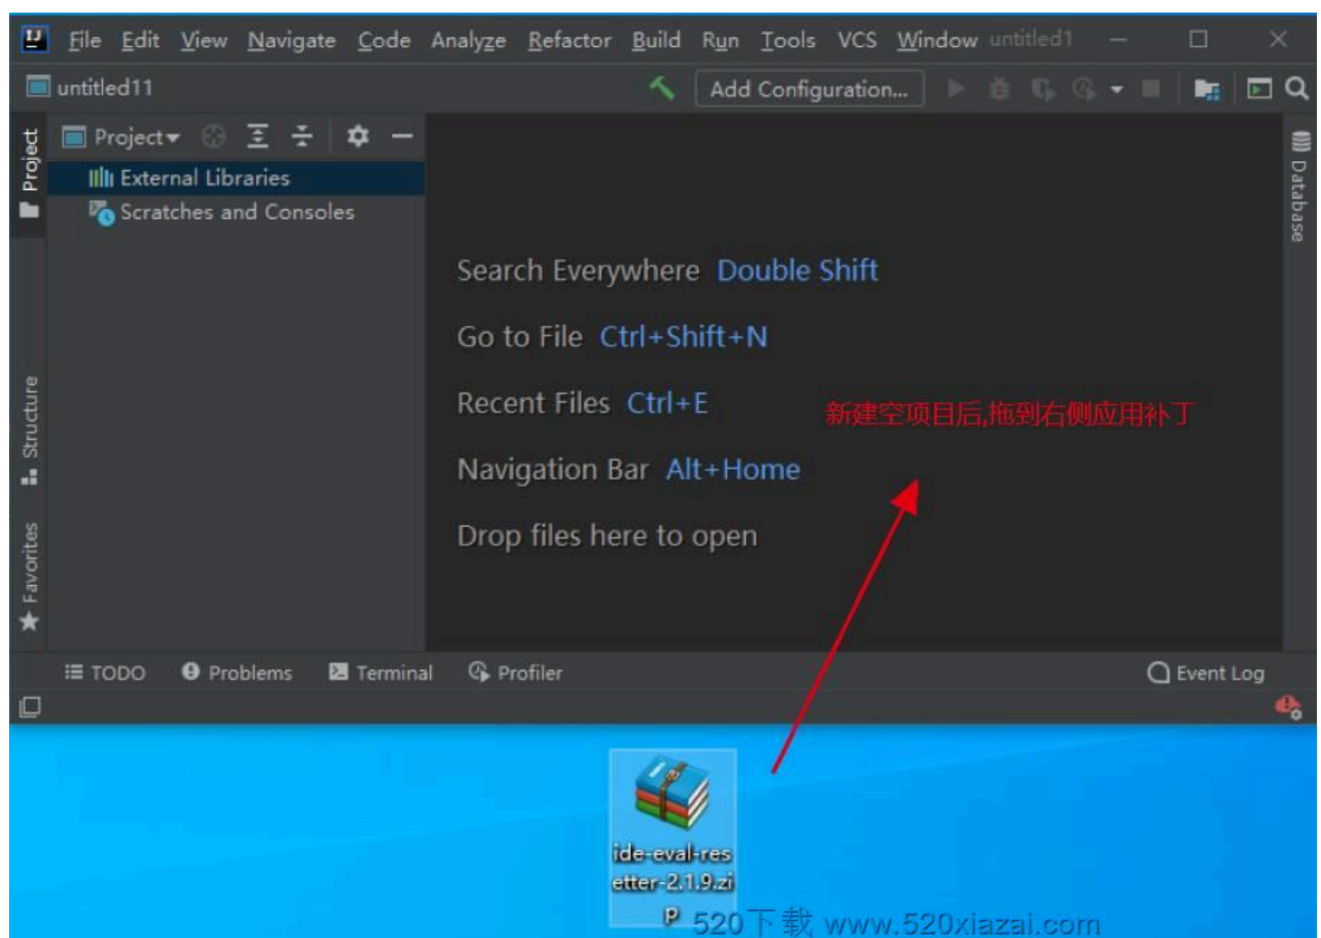 File Edit View Navigate Code Analyze Refactor Build Run Tools VCS Window untitled1
untitled11 Add Configuration...
Project
Project
External Libraries
Scratches and Consoles
Database
Search Everywhere Double Shift
Go to File Ctrl+Shift+N
Recent Files Ctrl+E
新建空项目后,拖到右侧应用补丁
Navigation Bar Alt+Home
Drop files here to open
Structure
Favorites
TODO Problems Terminal Profiler Event Log
ide-eval-res
etter-2.1.9.zi
p
520下载 www.520xiazai.com